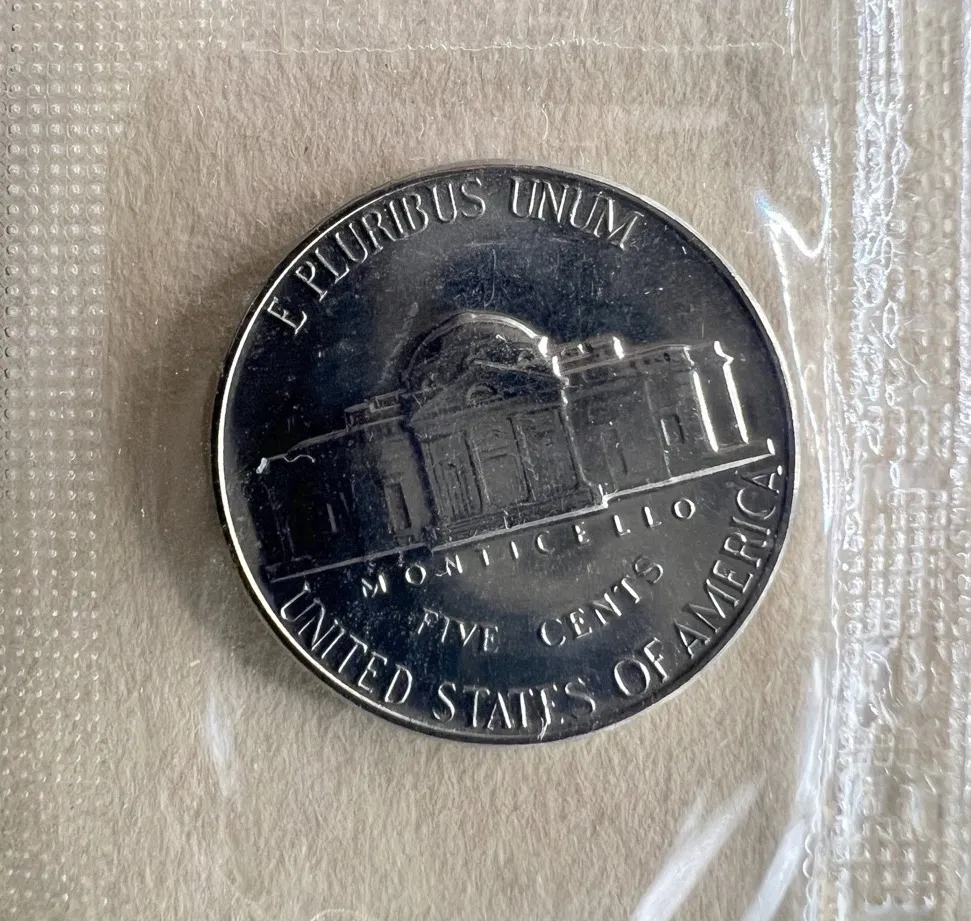 E PLURIBUS UNUM
MONTICELLO
FIVE CENTS
UNITED STATES OF AMERICA